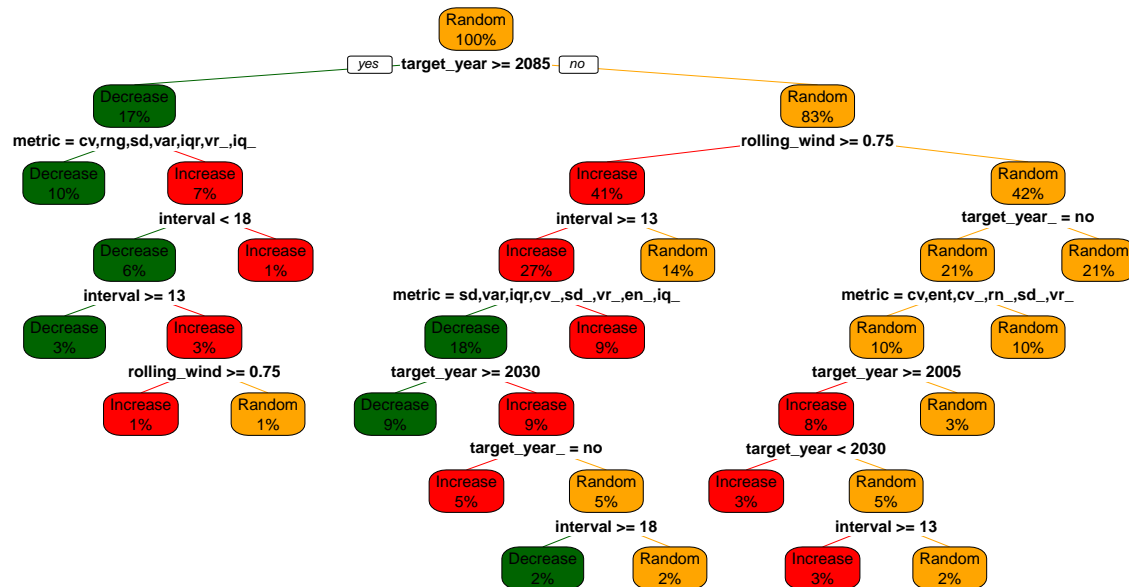 Random
100%
yes target_year >= 2085 no
Decrease Random
17% 83%
metric = cv,rng,sd,var,iqr,vr_,iq_ rolling_wind >= 0.75
Decrease Increase Increase Random
10% 7% 41% 42%
interval < 18 interval >= 13 target_year_ = no
Decrease Increase Increase Random Random Random
6% 1% 27% 14% 21% 21%
interval >= 13 metric = sd,var,iqr,cv_,sd_,vr_,en_,iq_ metric = cv,ent,cv_,rn_,sd_,vr_
Decrease Increase Decrease Increase Random Random
3% 3% 18% 9% 10% 10%
rolling_wind >= 0.75 target_year >= 2030 target_year >= 2005
Increase Random Decrease Increase Increase Random
1% 1% 9% 9% 8% 3%
target_year_ = no target_year < 2030
Increase Random Increase Random
5% 5% 3% 5%
interval >= 18 interval >= 13
Decrease Random Increase Random
2% 2% 3% 2%